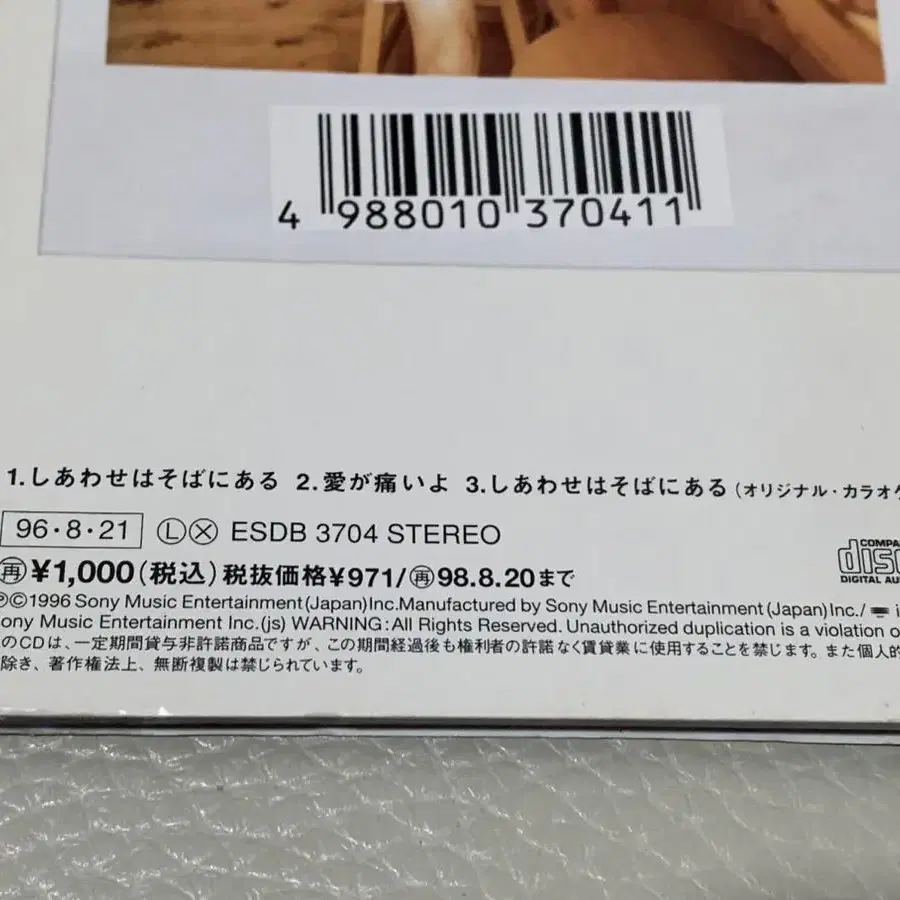 4 988010 370411
1.しあわせはそばにある 2.愛が痛いよ 3.しあわせはそばにある (オリジナル・カラオケ
96・8・21 Ⓛ Ⓧ ESDB 3704 STEREO
COMPA
disc
DIGITAL AU
㊢¥1,000(税込)税抜価格¥971/㊢98.8.20まで
Ⓟ©1996 Sony Music Entertainment(Japan)Inc.Manufactured by Sony Music Entertainment(Japan)Inc./
ony Music Entertainment Inc.(js) WARNING:All Rights Reserved. Unauthorized duplication is a violation o
のCDは、一定期間貸与非許諾商品ですが、この期間経過後も権利者の許諾なく賃貸業に使用することを禁じます。また個人的
除き、著作権法上、無断複製は禁じられています。